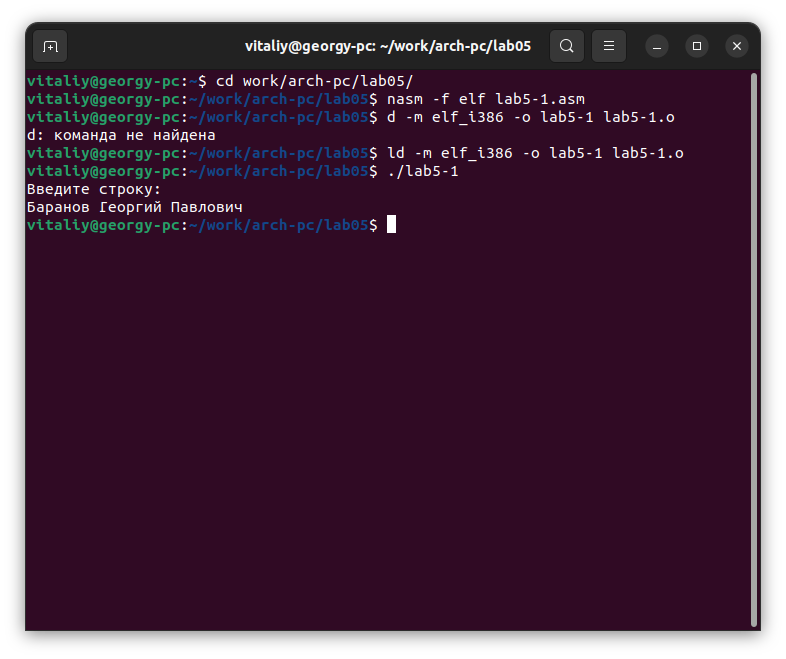 vitaliy@georgy-pc: ~/work/arch-pc/lab05
vitaliy@georgy-pc:~$ cd work/arch-pc/lab05/
vitaliy@georgy-pc:~/work/arch-pc/lab05$ nasm -f elf lab5-1.asm
vitaliy@georgy-pc:~/work/arch-pc/lab05$ d -m elf_i386 -o lab5-1 lab5-1.o
d: команда не найдена
vitaliy@georgy-pc:~/work/arch-pc/lab05$ ld -m elf_i386 -o lab5-1 lab5-1.o
vitaliy@georgy-pc:~/work/arch-pc/lab05$ ./lab5-1
Введите строку:
Баранов Георгий Павлович
vitaliy@georgy-pc:~/work/arch-pc/lab05$